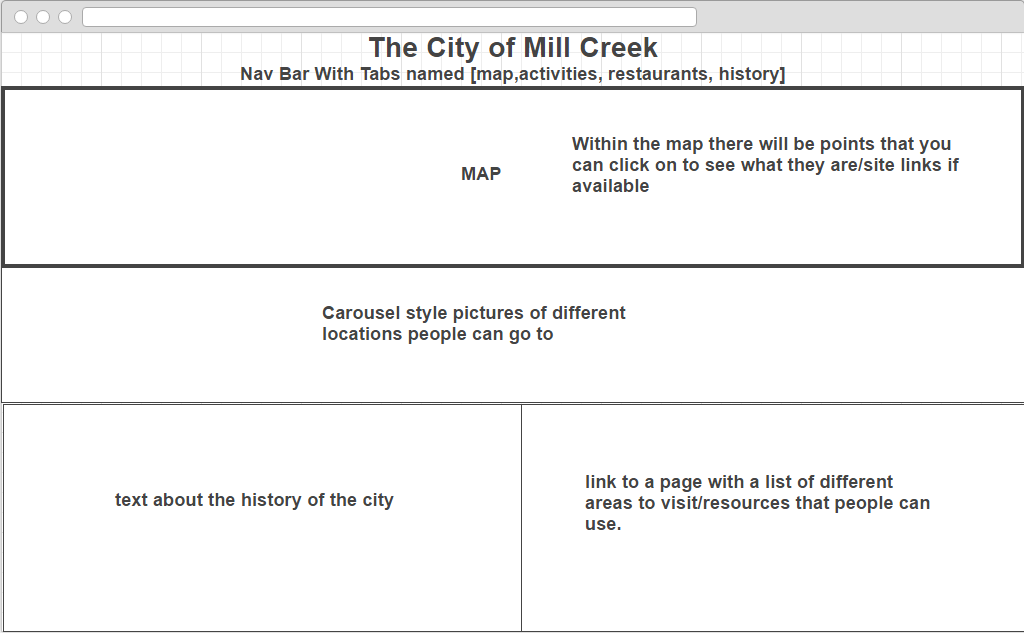 The City of Mill Creek
Nav Bar With Tabs named [map,activities, restaurants, history]
Within the map there will be points that you
can click on to see what they are/site links if
available
MAP
Carousel style pictures of different
locations people can go to
text about the history of the city
link to a page with a list of different
areas to visit/resources that people can
use.